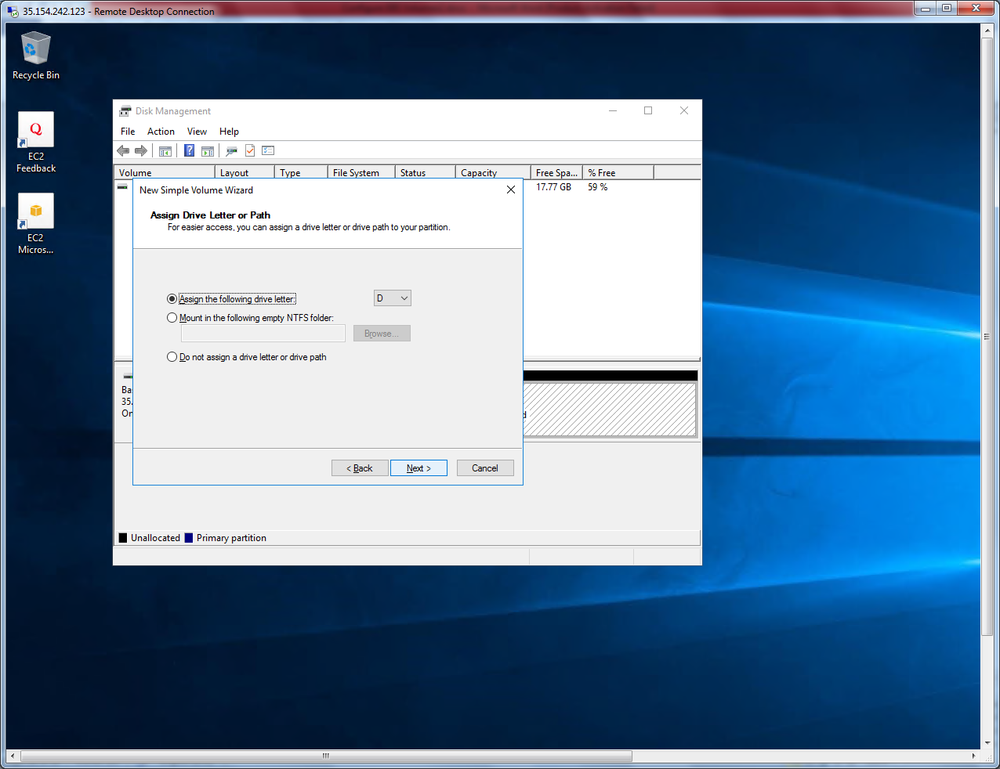 35.154.242.123 - Remote Desktop Connection
Recycle Bin
EC2
Feedback
EC2
Micros...
Disk Management
File Action View Help
Volume Layout Type File System Status Capacity Free Spa... % Free
17.77 GB 59 %
New Simple Volume Wizard
Assign Drive Letter or Path
For easier access, you can assign a drive letter or drive path to your partition.
Assign the following drive letter: D
Mount in the following empty NTFS folder:
Browse...
Do not assign a drive letter or drive path
Ba
35.
On
d
< Back Next > Cancel
Unallocated Primary partition